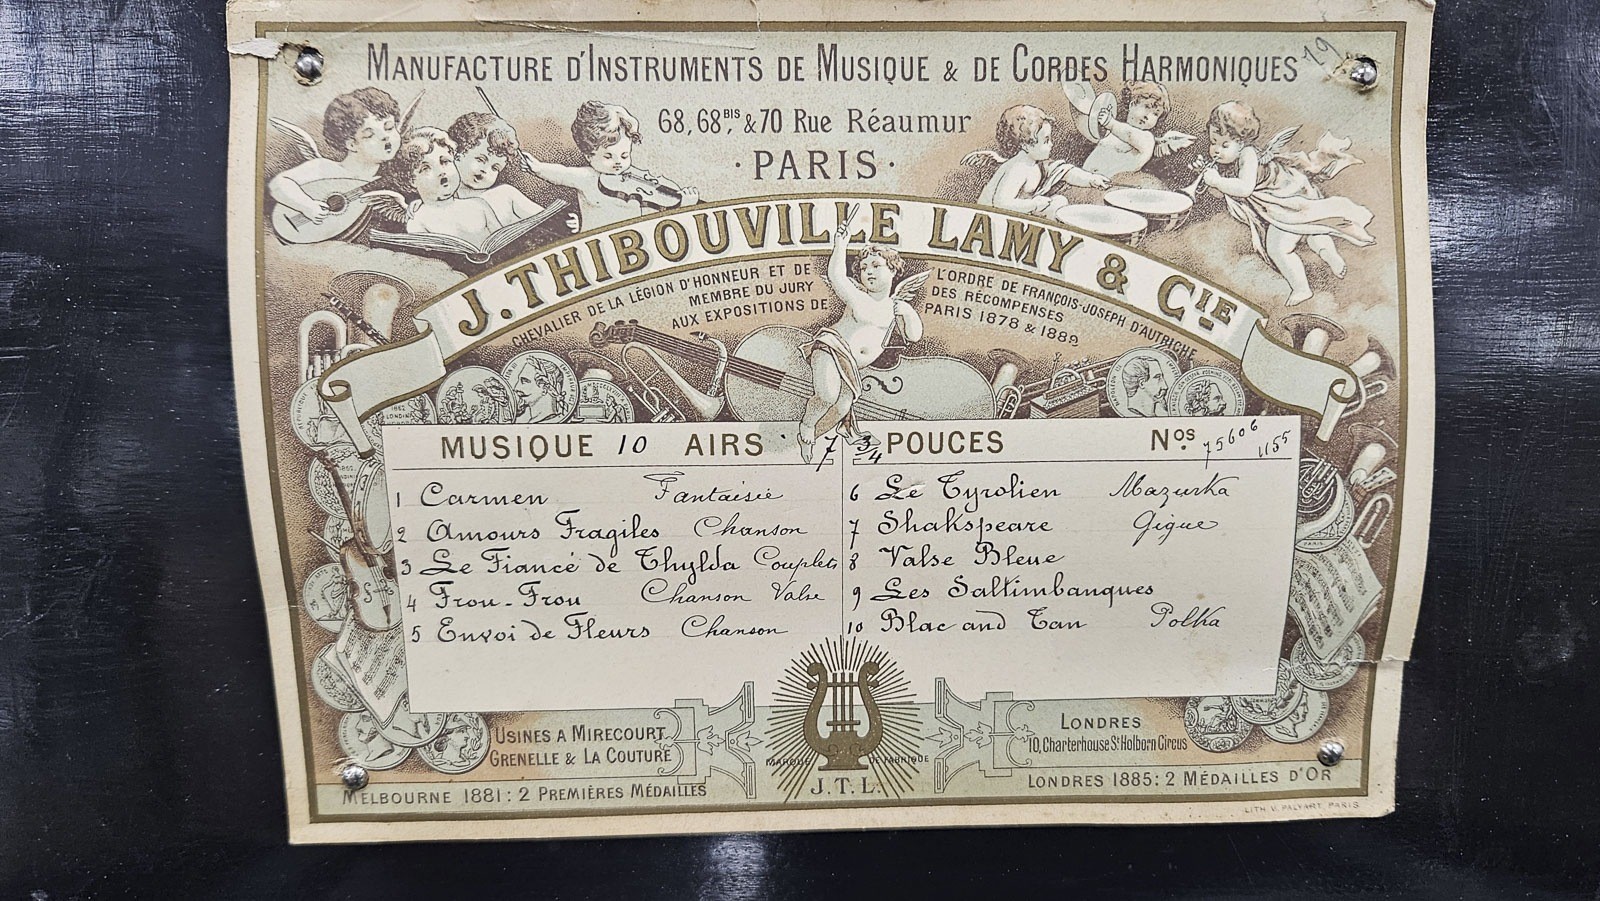 79
MANUFACTURE D'INSTRUMENTS DE MUSIQUE & DE CORDES HARMONIQUES
68, 68BIS, & 70 Rue Réaumur
· PARIS ·
J. THIBOUVILLE LAMY & CIE
CHEVALIER DE LA LÉGION D'HONNEUR ET DE L'ORDRE DE FRANÇOIS-JOSEPH D'AUTRICHE
MEMBRE DU JURY DES RÉCOMPENSES
AUX EXPOSITIONS DE PARIS 1878 & 1889
MUSIQUE 10 AIRS 7 3/4 POUCES Nos 75606 1155
1 Carmen Fantaisie
2 Amours Fragiles Chanson
3 Le Fiancé de Thylda Couplets
4 Frou-Frou Chanson Valse
5 Envoi de Fleurs Chanson
6 Le Tyrolien Mazurka
7 Shakspeare Gigue
8 Valse Bleue
9 Les Saltimbanques
10 Blac and Tan Polka
USINES A MIRECOURT
GRENELLE & LA COUTURE
MARQUE DE FABRIQUE
J.T.L.
LONDRES
10, Charterhouse St Holborn Circus
MELBOURNE 1881 : 2 PREMIÈRES MÉDAILLES
LONDRES 1885 : 2 MÉDAILLES D'OR
LITH. V. PALYART, PARIS